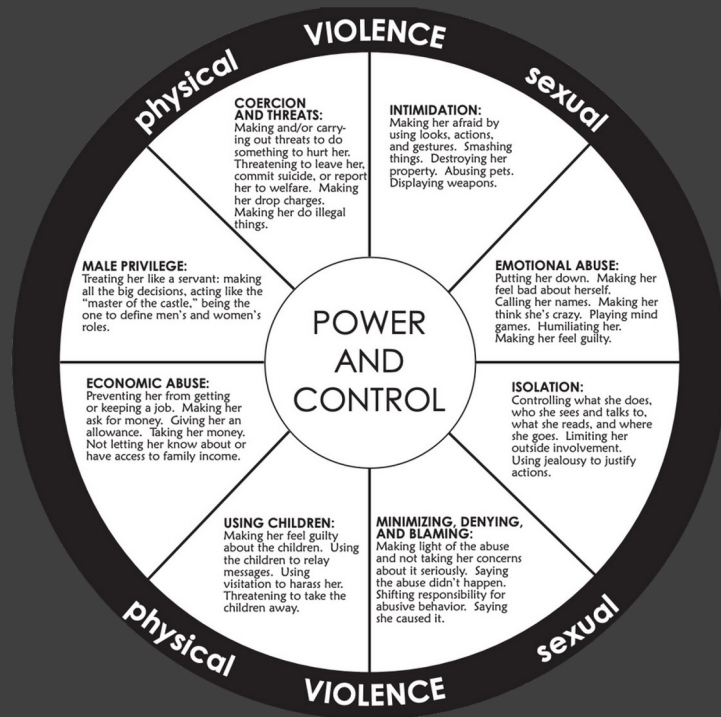 VIOLENCE
physical
sexual
COERCION
AND THREATS:
Making and/or carry-
ing out threats to do
something to hurt her.
Threatening to leave her,
commit suicide, or report
her to welfare. Making
her drop charges.
Making her do illegal
things.
INTIMIDATION:
Making her afraid by
using looks, actions,
and gestures. Smashing
things. Destroying her
property. Abusing pets.
Displaying weapons.
MALE PRIVILEGE:
Treating her like a servant: making
all the big decisions, acting like the
“master of the castle,” being the
one to define men’s and women’s
roles.
EMOTIONAL ABUSE:
Putting her down. Making her
feel bad about herself.
Calling her names. Making her
think she’s crazy. Playing mind
games. Humiliating her.
Making her feel guilty.
POWER
AND
CONTROL
ECONOMIC ABUSE:
Preventing her from getting
or keeping a job. Making her
ask for money. Giving her an
allowance. Taking her money.
Not letting her know about or
have access to family income.
ISOLATION:
Controlling what she does,
who she sees and talks to,
what she reads, and where
she goes. Limiting her
outside involvement.
Using jealousy to justify
actions.
USING CHILDREN:
Making her feel guilty
about the children. Using
the children to relay
messages. Using
visitation to harass her.
Threatening to take the
children away.
MINIMIZING, DENYING,
AND BLAMING:
Making light of the abuse
and not taking her concerns
about it seriously. Saying
the abuse didn’t happen.
Shifting responsibility for
abusive behavior. Saying
she caused it.
physical
sexual
VIOLENCE